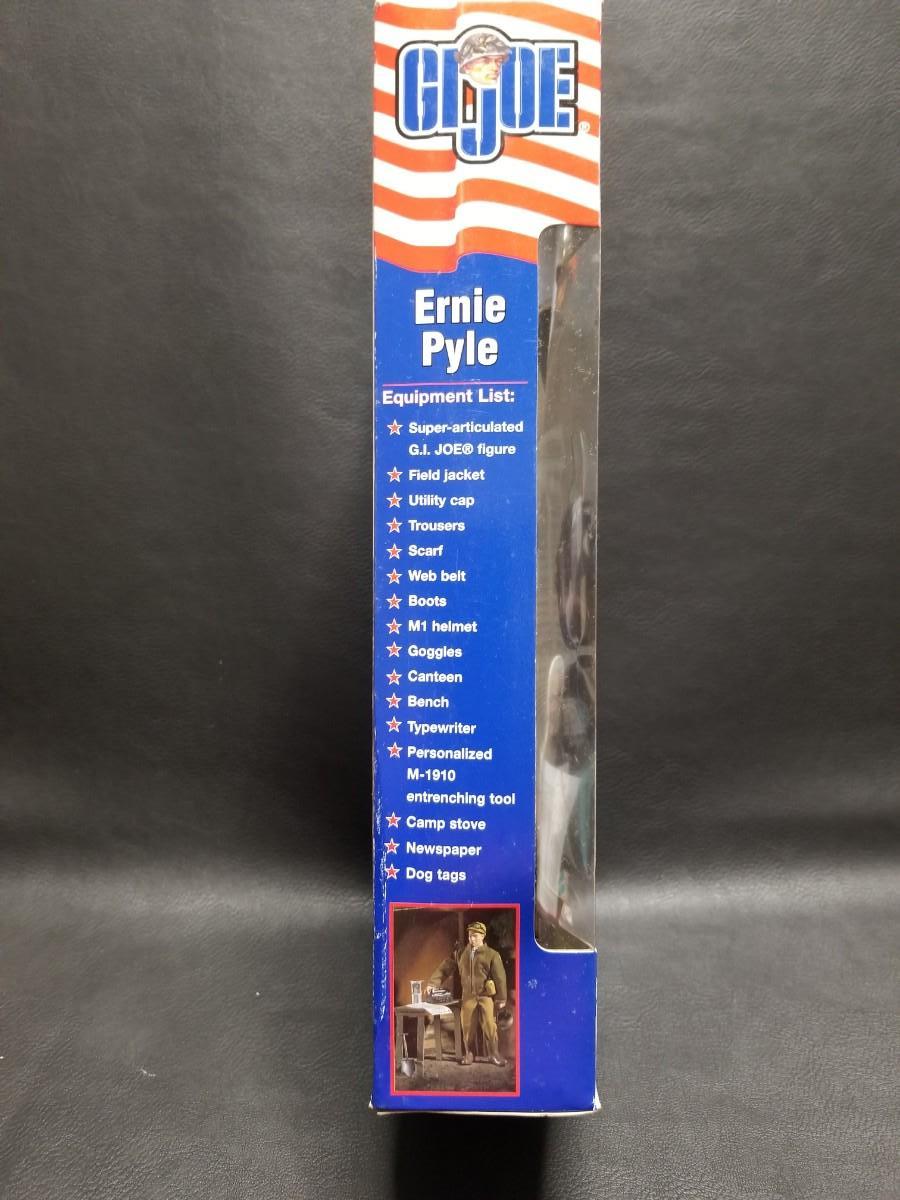 GI JOE®
Ernie
Pyle
Equipment List:
Super-articulated
G.I. JOE® figure
Field jacket
Utility cap
Trousers
Scarf
Web belt
Boots
M1 helmet
Goggles
Canteen
Bench
Typewriter
Personalized
M-1910
entrenching tool
Camp stove
Newspaper
Dog tags